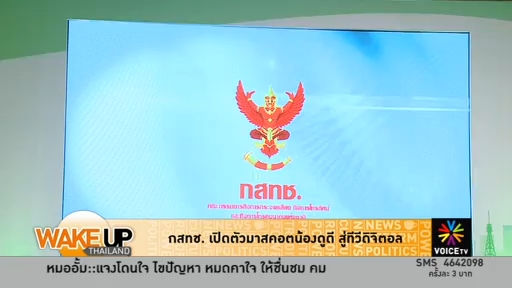 กสทช.
WAKE UP
THAILAND
กสทช. เปิดตัวมาสคอตน้องดูดี สู่ทีวีดิจิตอล
VOICE TV
หมออั้ม::แจงโดนใจ ไขปัญหา หมดคาใจ ให้ชื่นชม คม
SMS 4642098
ครั้งละ 3 บาท
NEWS
POLITICS